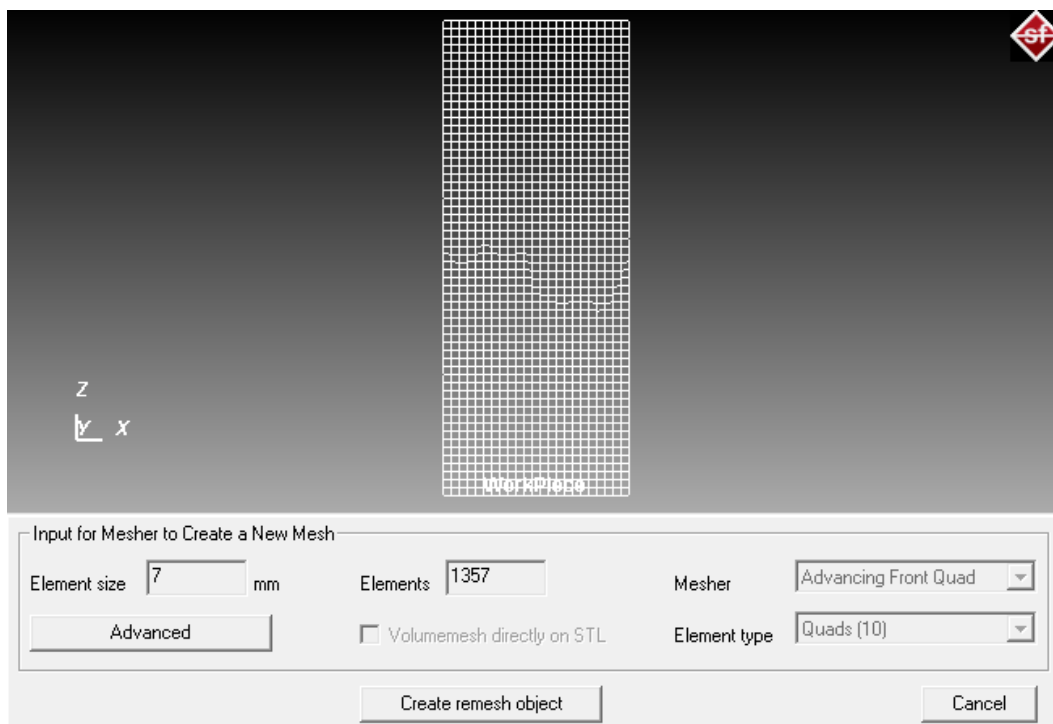 sf
Z
Y X
WorkPiece
Input for Mesher to Create a New Mesh
Element size 7 mm Elements 1357 Mesher Advancing Front Quad
Advanced Volumemesh directly on STL Element type Quads (10)
Create remesh object Cancel